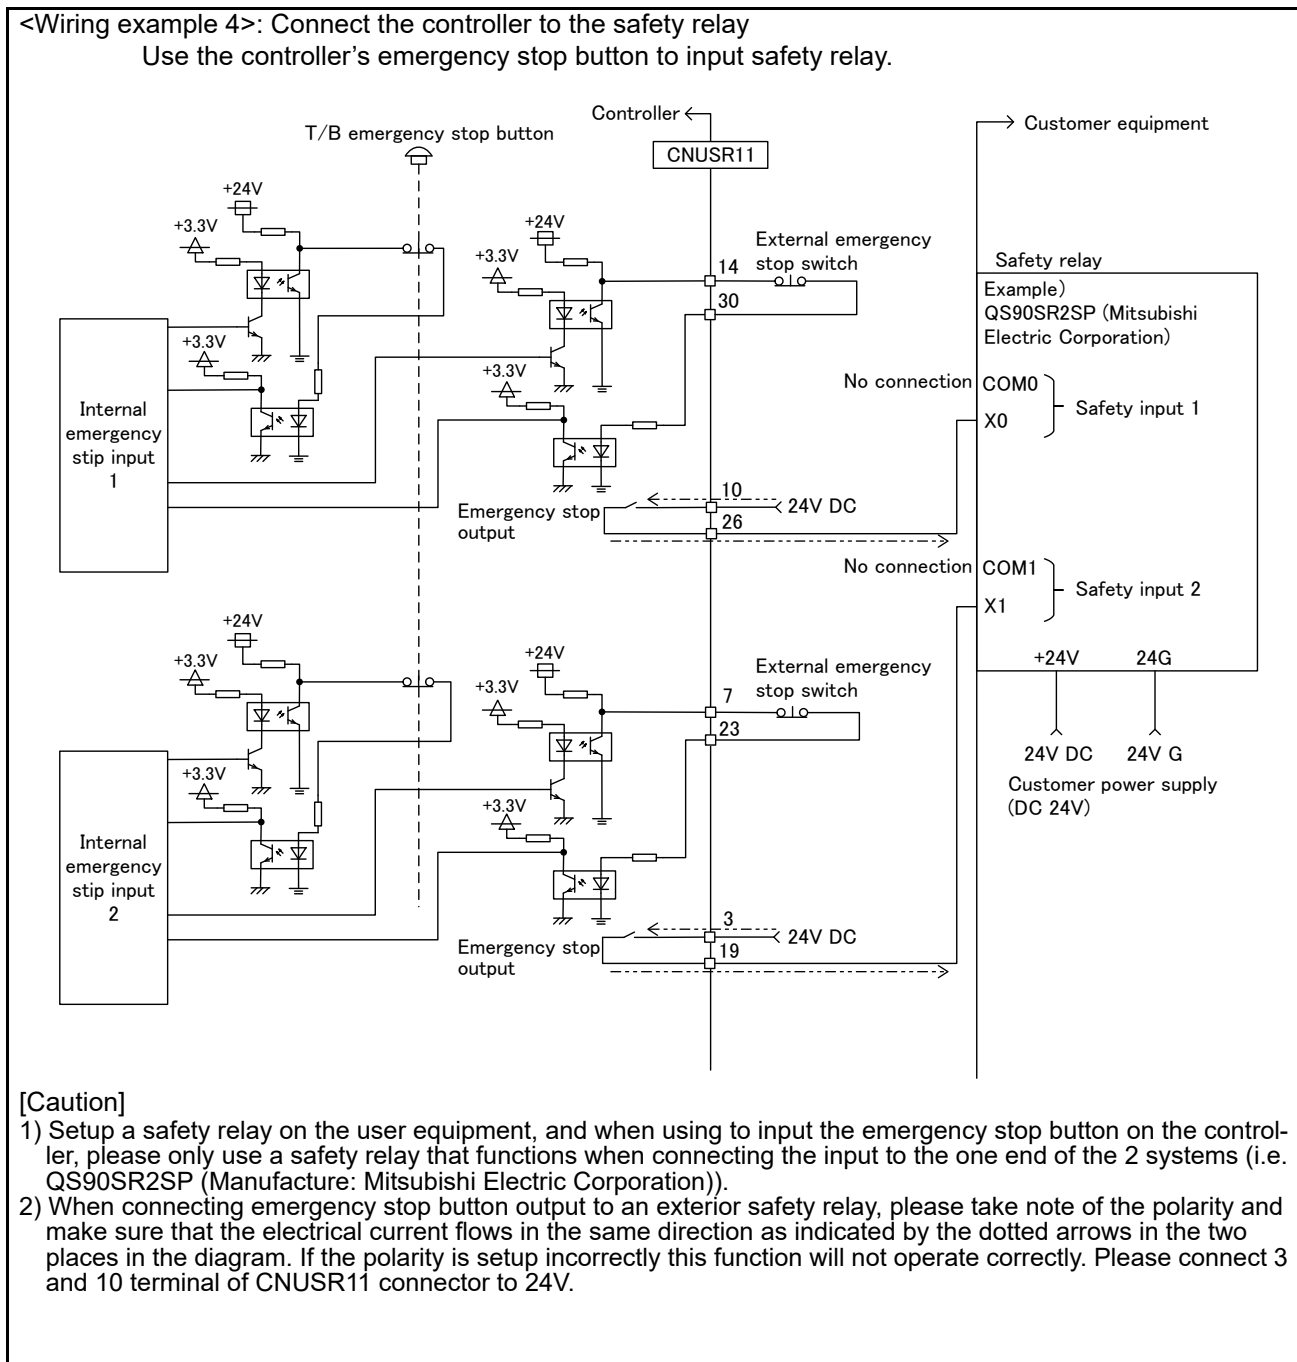 <Wiring example 4>: Connect the controller to the safety relay
Use the controller's emergency stop button to input safety relay.
Controller
T/B emergency stop button
Customer equipment
CNUSR11
+24V
+3.3V
+24V
+3.3V
External emergency
stop switch
14
30
Safety relay
Example)
QS90SR2SP (Mitsubishi
Electric Corporation)
+3.3V
+3.3V
No connection
COM0
X0
Safety input 1
Internal
emergency
stip input
1
Emergency stop
output
10
24V DC
26
No connection
COM1
X1
Safety input 2
+24V
+3.3V
+24V
+3.3V
External emergency
stop switch
7
23
+24V
24G
24V DC
24V G
Customer power supply
(DC 24V)
+3.3V
+3.3V
Internal
emergency
stip input
2
Emergency stop
output
3
24V DC
19
[Caution]
1) Setup a safety relay on the user equipment, and when using to input the emergency stop button on the control-
ler, please only use a safety relay that functions when connecting the input to the one end of the 2 systems (i.e.
QS90SR2SP (Manufacture: Mitsubishi Electric Corporation)).
2) When connecting emergency stop button output to an exterior safety relay, please take note of the polarity and
make sure that the electrical current flows in the same direction as indicated by the dotted arrows in the two
places in the diagram. If the polarity is setup incorrectly this function will not operate correctly. Please connect 3
and 10 terminal of CNUSR11 connector to 24V.